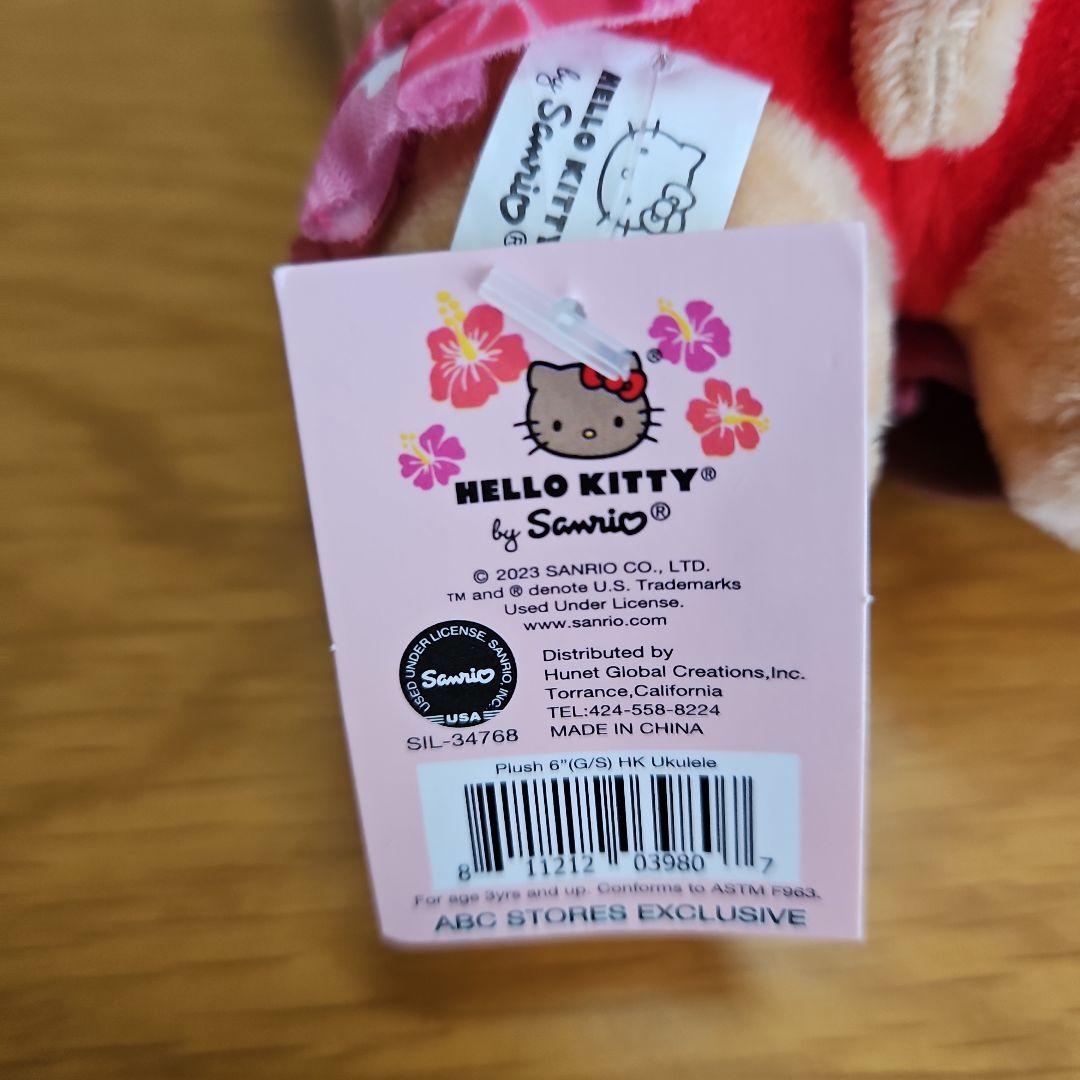 HELLO KITTY
by Sanrio®
HELLO KITTY®
by Sanrio®
© 2023 SANRIO CO., LTD.
™ and ® denote U.S. Trademarks
Used Under License.
www.sanrio.com
USED UNDER LICENSE. SANRIO, INC.
Sanrio
USA
SIL-34768
Distributed by
Hunet Global Creations,Inc.
Torrance,California
TEL:424-558-8224
MADE IN CHINA
Plush 6”(G/S) HK Ukulele
8 11212 03980 7
For age 3yrs and up. Conforms to ASTM F963.
ABC STORES EXCLUSIVE